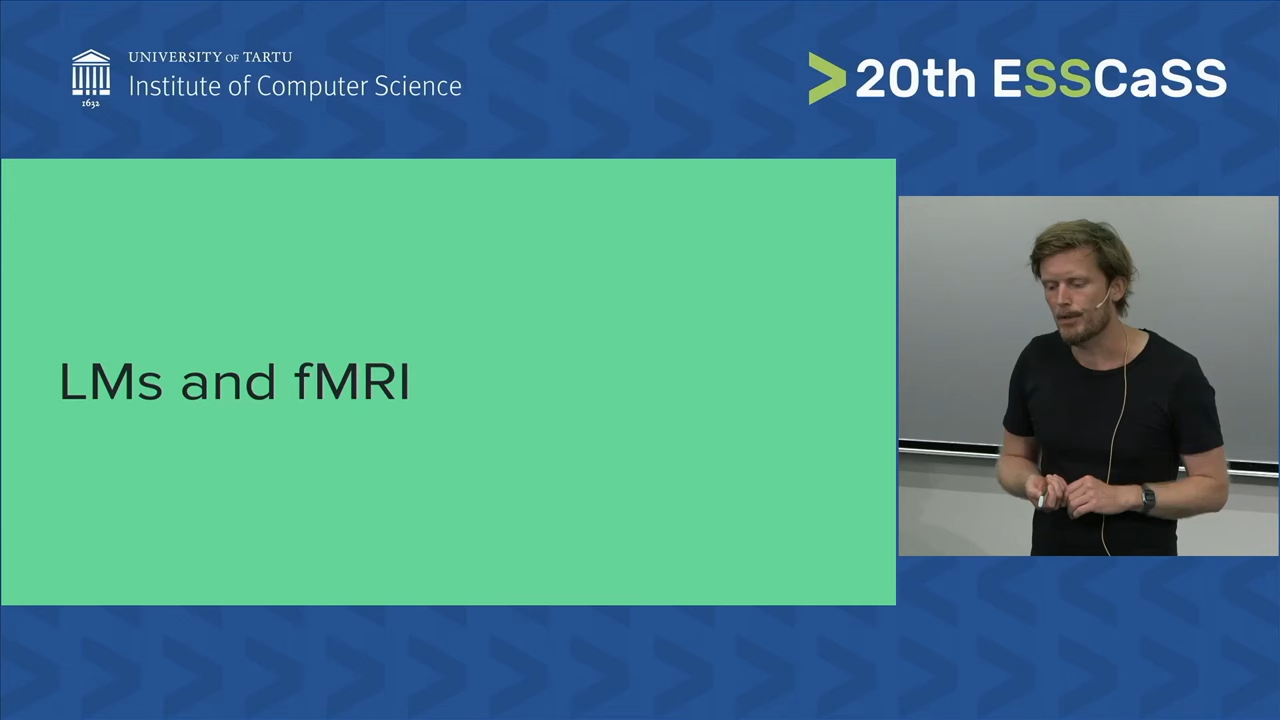 UNIVERSITY OF TARTU
Institute of Computer Science
1632
>20th ESSCaSS
LMs and fMRI